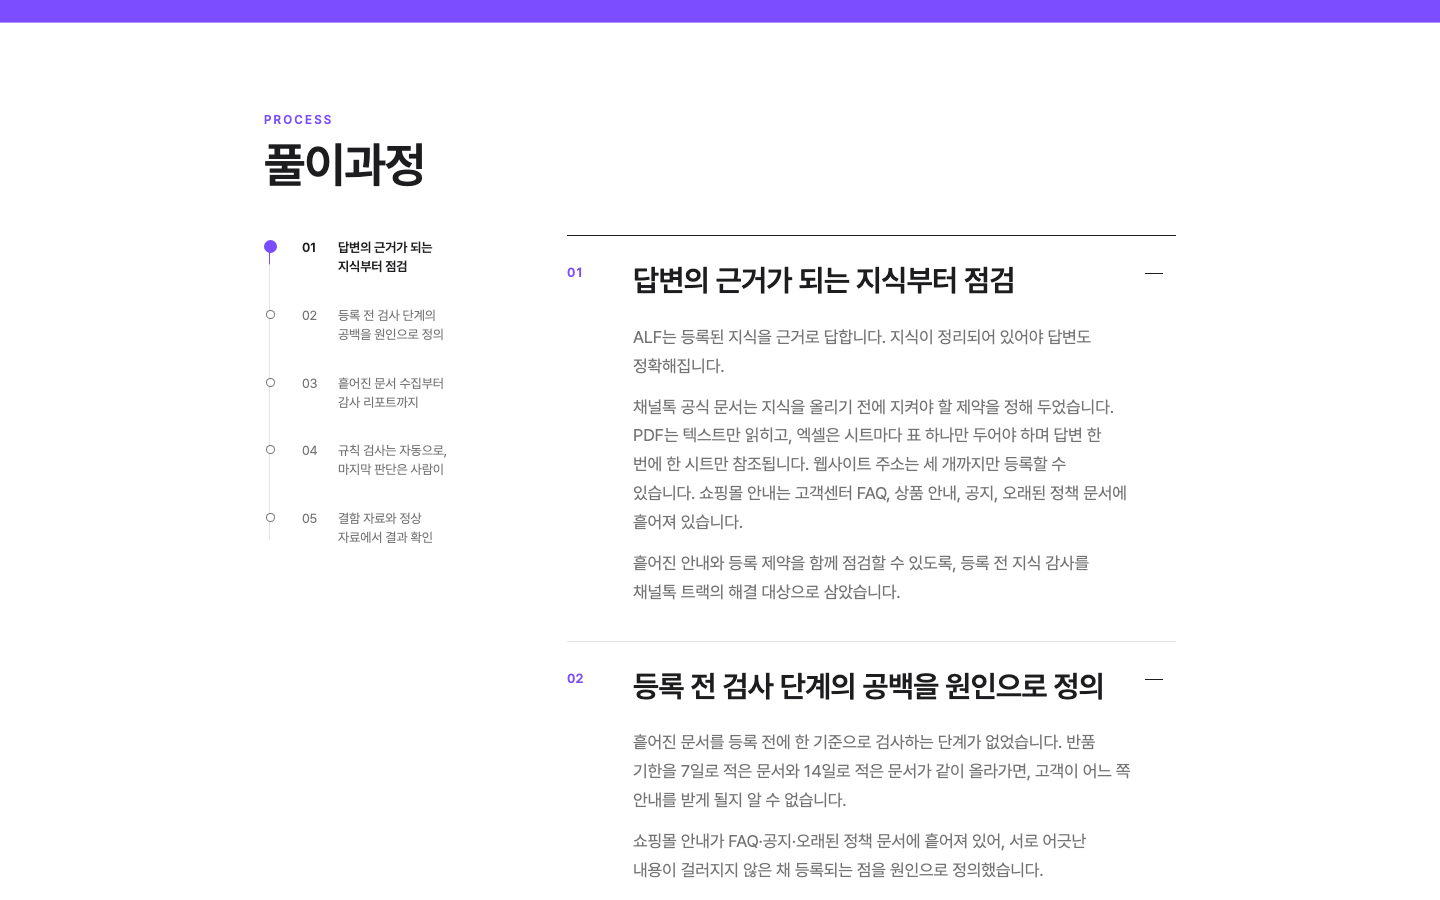 PROCESS
풀이과정
01 답변의 근거가 되는
지식부터 점검
02 등록 전 검사 단계의
공백을 원인으로 정의
03 흩어진 문서 수집부터
감사 리포트까지
04 규칙 검사는 자동으로,
마지막 판단은 사람이
05 결함 자료와 정상
자료에서 결과 확인
01 답변의 근거가 되는 지식부터 점검
ALF는 등록된 지식을 근거로 답합니다. 지식이 정리되어 있어야 답변도
정확해집니다.
채널톡 공식 문서는 지식을 올리기 전에 지켜야 할 제약을 정해 두었습니다.
PDF는 텍스트만 읽히고, 엑셀은 시트마다 표 하나만 두어야 하며 답변 한
번에 한 시트만 참조됩니다. 웹사이트 주소는 세 개까지만 등록할 수
있습니다. 쇼핑몰 안내는 고객센터 FAQ, 상품 안내, 공지, 오래된 정책 문서에
흩어져 있습니다.
흩어진 안내와 등록 제약을 함께 점검할 수 있도록, 등록 전 지식 감사를
채널톡 트랙의 해결 대상으로 삼았습니다.
02 등록 전 검사 단계의 공백을 원인으로 정의
흩어진 문서를 등록 전에 한 기준으로 검사하는 단계가 없었습니다. 반품
기한을 7일로 적은 문서와 14일로 적은 문서가 같이 올라가면, 고객이 어느 쪽
안내를 받게 될지 알 수 없습니다.
쇼핑몰 안내가 FAQ·공지·오래된 정책 문서에 흩어져 있어, 서로 어긋난
내용이 걸러지지 않은 채 등록되는 점을 원인으로 정의했습니다.